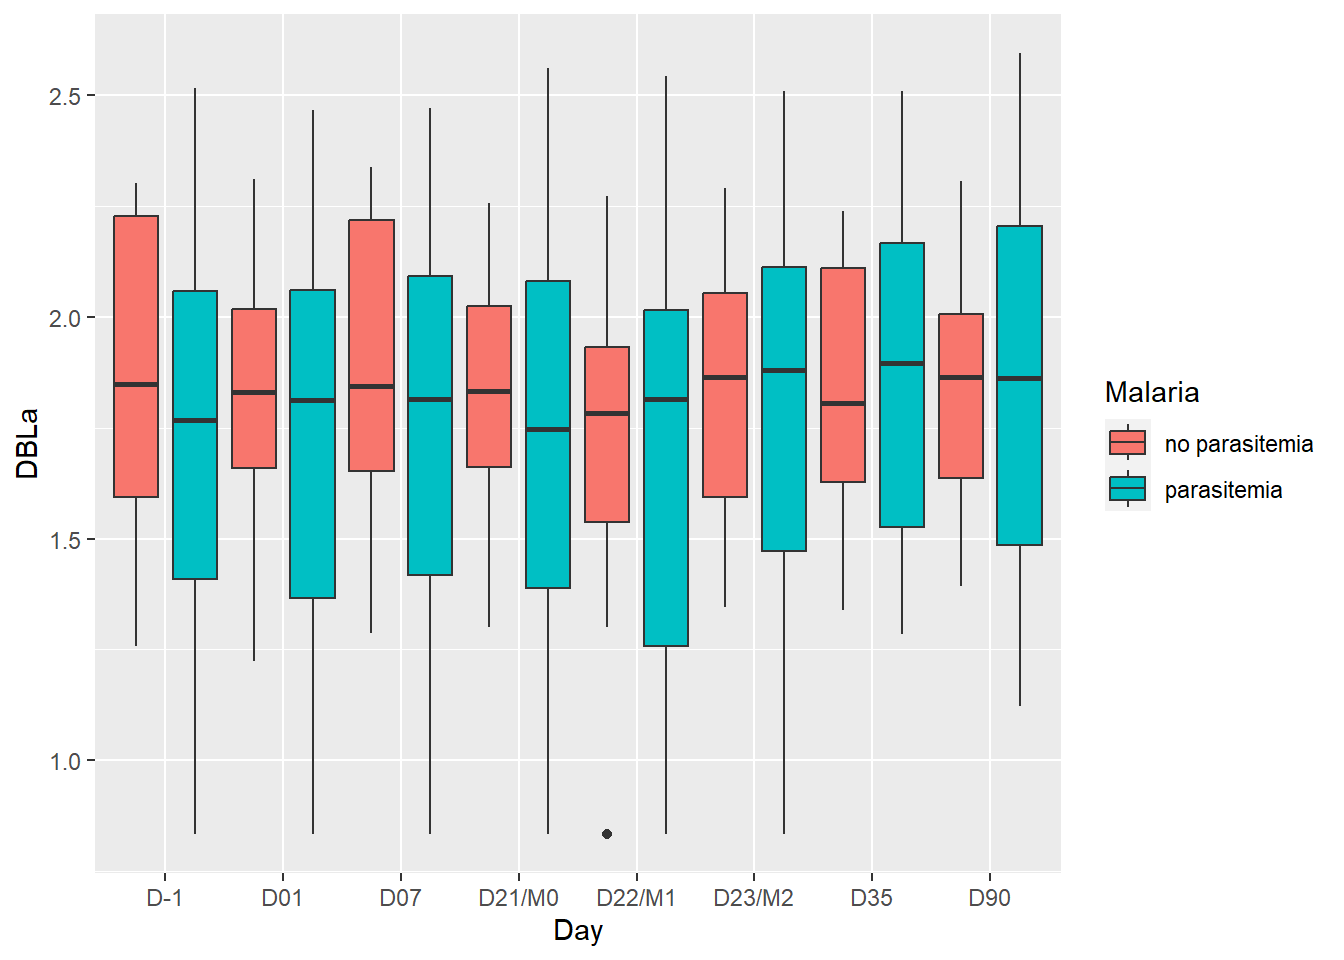 2.5
2.0
1.5
1.0
DBLa
D-1 D01 D07 D21/M0 D22/M1 D23/M2 D35 D90
Day
Malaria
no parasitemia
parasitemia